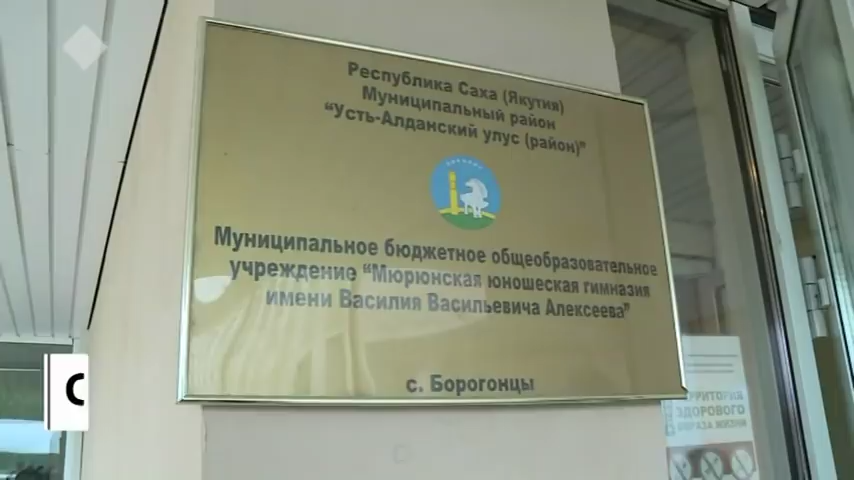 Республика Саха (Якутия)
Муниципальный район
“Усть-Алданский улус (район)”
Муниципальное бюджетное общеобразовательное
учреждение “Мюрюнская юношеская гимназия
имени Василия Васильевича Алексеева”
с. Борогонцы
ТЕРРИТОРИЯ
ЗДОРОВОГО
ОБРАЗА ЖИЗНИ
С